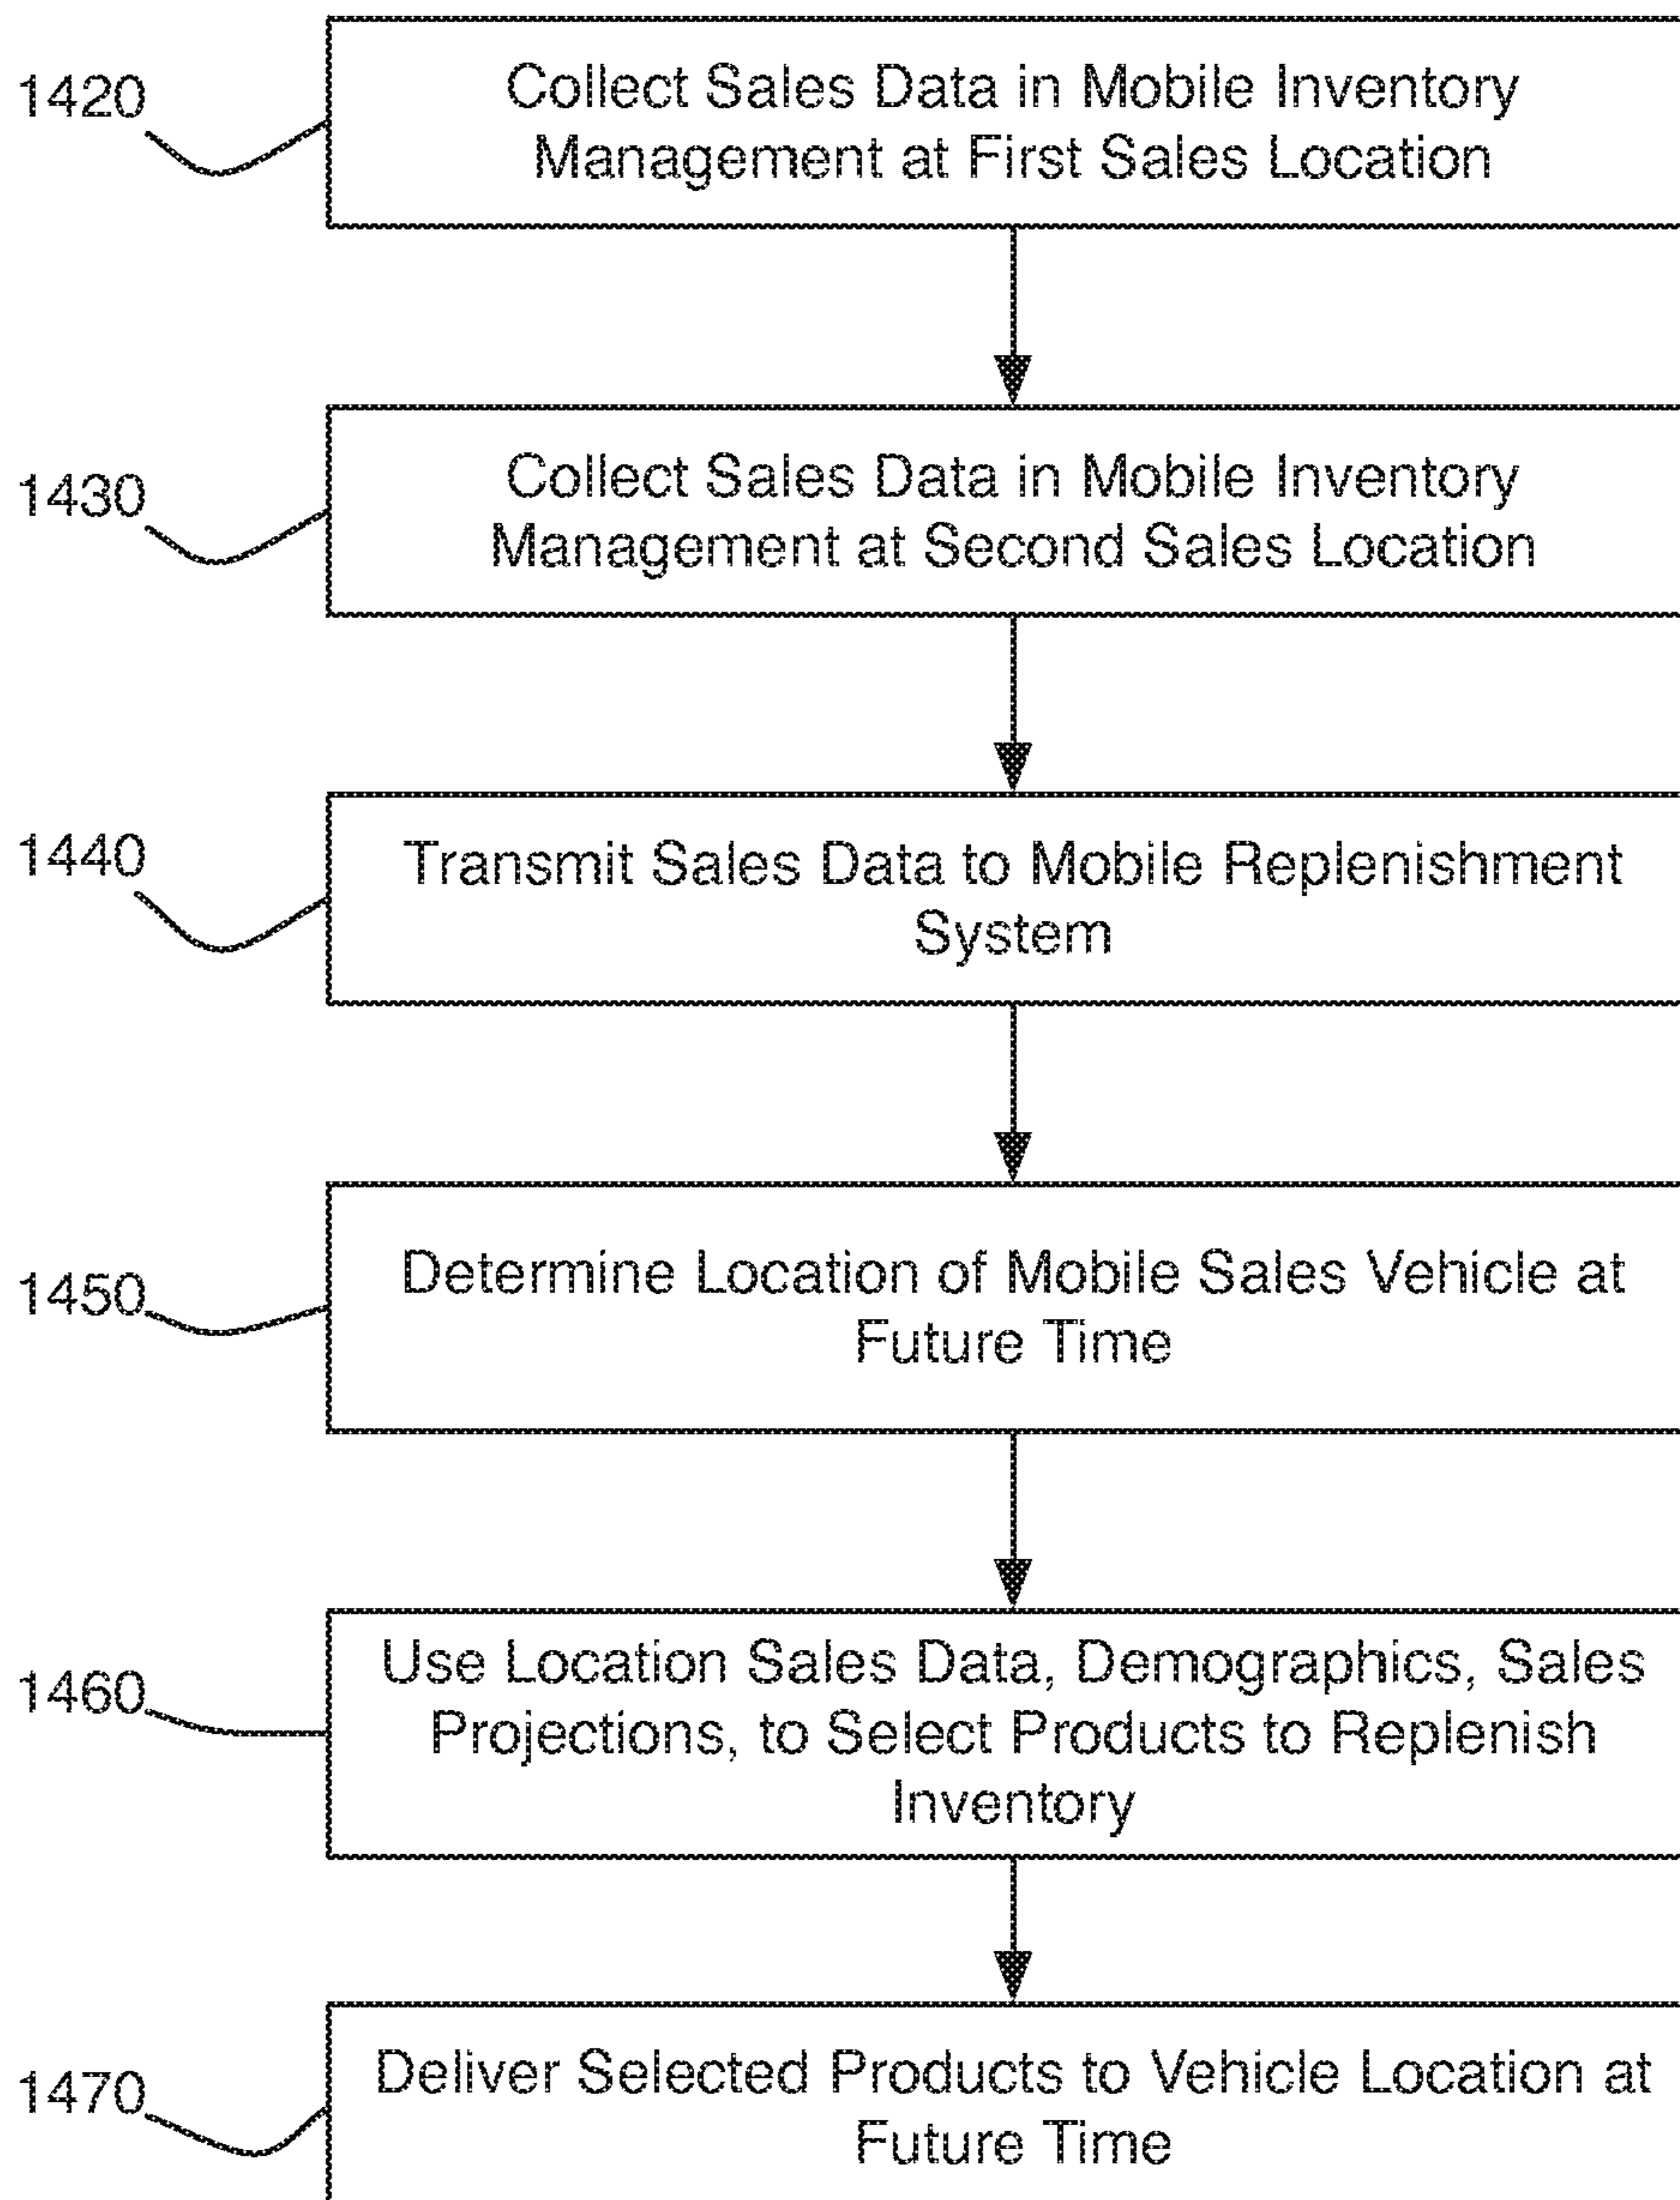 1420
Collect Sales Data in Mobile Inventory
Management at First Sales Location
1430
Collect Sales Data in Mobile Inventory
Management at Second Sales Location
1440
Transmit Sales Data to Mobile Replenishment
System
1450
Determine Location of Mobile Sales Vehicle at
Future Time
1460
Use Location Sales Data, Demographics, Sales
Projections, to Select Products to Replenish
Inventory
1470
Deliver Selected Products to Vehicle Location at
Future Time